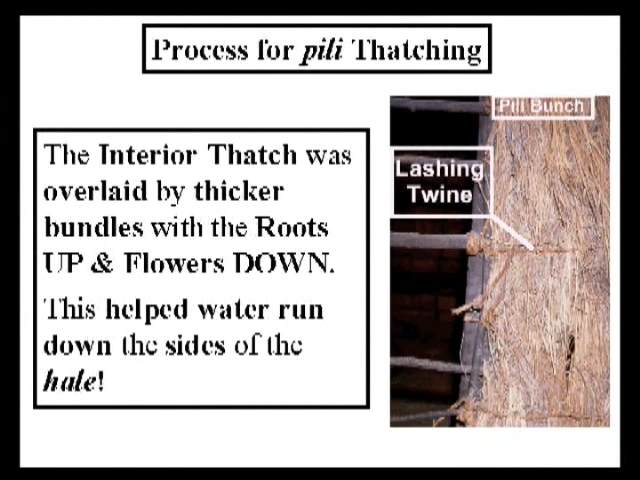 Process for pili Thatching
Pili Bunch
Lashing
Twine
The Interior Thatch was
overlaid by thicker
bundles with the Roots
UP & Flowers DOWN.
This helped water run
down the sides of the
hale!